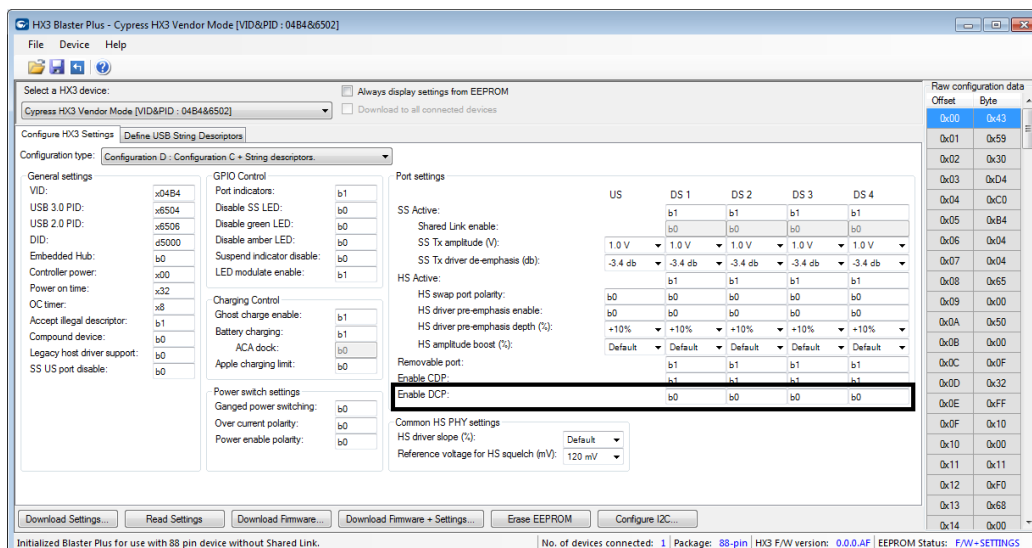 HX3 Blaster Plus - Cypress HX3 Vendor Mode [VID&PID : 04B4&6502]
File Device Help
Select a HX3 device:
Always display settings from EEPROM
Cypress HX3 Vendor Mode [VID&PID : 04B4&6502]
Download to all connected devices
Configure HX3 Settings Define USB String Descriptors
Configuration type: Configuration D : Configuration C + String descriptors.
General settings
VID: x04B4
USB 3.0 PID: x6504
USB 2.0 PID: x6506
DID: d5000
Embedded Hub: b0
Controller power: x00
Power on time: x32
OC timer: x8
Accept illegal descriptor: b1
Compound device: b0
Legacy host driver support: b0
SS US port disable: b0
GPIO Control
Port indicators: b1
Disable SS LED: b0
Disable green LED: b0
Disable amber LED: b0
Suspend indicator disable: b0
LED modulate enable: b1
Charging Control
Ghost charge enable: b1
Battery charging: b1
ACA dock: b0
Apple charging limit: b0
Power switch settings
Ganged power switching: b0
Over current polarity: b0
Power enable polarity: b0
Port settings
US DS 1 DS 2 DS 3 DS 4
SS Active: b1 b1 b1 b1
Shared Link enable: b0 b0 b0 b0
SS Tx amplitude (V): 1.0 V 1.0 V 1.0 V 1.0 V 1.0 V
SS Tx driver de-emphasis (db): -3.4 db -3.4 db -3.4 db -3.4 db -3.4 db
HS Active: b1 b1 b1 b1
HS swap port polarity: b0 b0 b0 b0 b0
HS driver pre-emphasis enable: b0 b0 b0 b0 b0
HS driver pre-emphasis depth (%): +10% +10% +10% +10% +10%
HS amplitude boost (%): Default Default Default Default Default
Removable port: b1 b1 b1 b1
Enable CDP: b1 b1 b1 b1
Enable DCP: b0 b0 b0 b0
Common HS PHY settings
HS driver slope (%): Default
Reference voltage for HS squelch (mV): 120 mV
Raw configuration data
Offset Byte
0x00 0x43
0x01 0x59
0x02 0x30
0x03 0xD4
0x04 0xC0
0x05 0xB4
0x06 0x04
0x07 0x04
0x08 0x65
0x09 0x00
0x0A 0x50
0x0B 0x00
0x0C 0x0F
0x0D 0x32
0x0E 0xFF
0x0F 0x10
0x10 0x00
0x11 0x11
0x12 0xF0
0x13 0x68
0x14 0x00
Download Settings... Read Settings Download Firmware... Download Firmware + Settings... Erase EEPROM Configure I2C...
Initialized Blaster Plus for use with 88 pin device without Shared Link. No. of devices connected: 1 Package: 88-pin HX3 F/W version: 0.0.0.AF EEPROM Status: F/W+SETTINGS